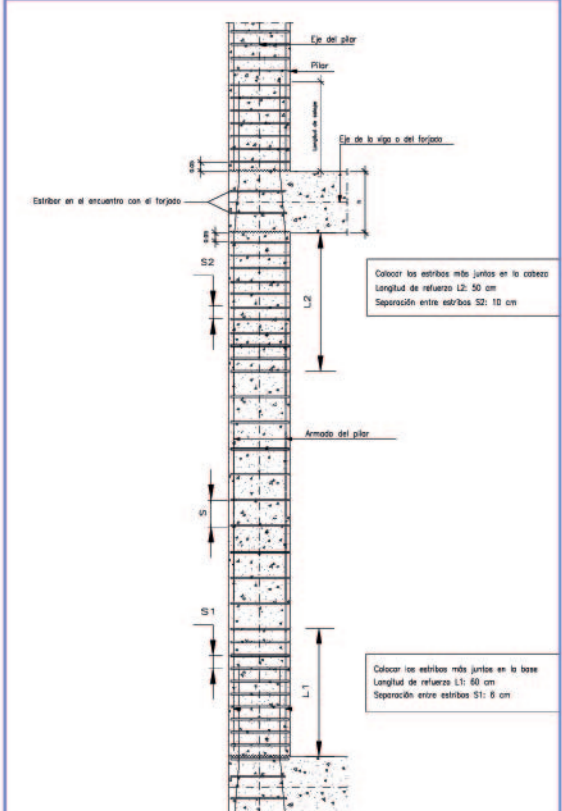 Eje del pilar
Pilar
Longitud de solape
Eje de la viga o del forjado
0.05
Estribar en el encuentro con el forjado
0.05
S2
L2
Colocar los estribos más juntos en la cabeza
Longitud de refuerzo L2: 50 cm
Separación entre estribos S2: 10 cm
Armado del pilar
S
S1
L1
Colocar los estribos más juntos en la base
Longitud de refuerzo L1: 60 cm
Separación entre estribos S1: 6 cm